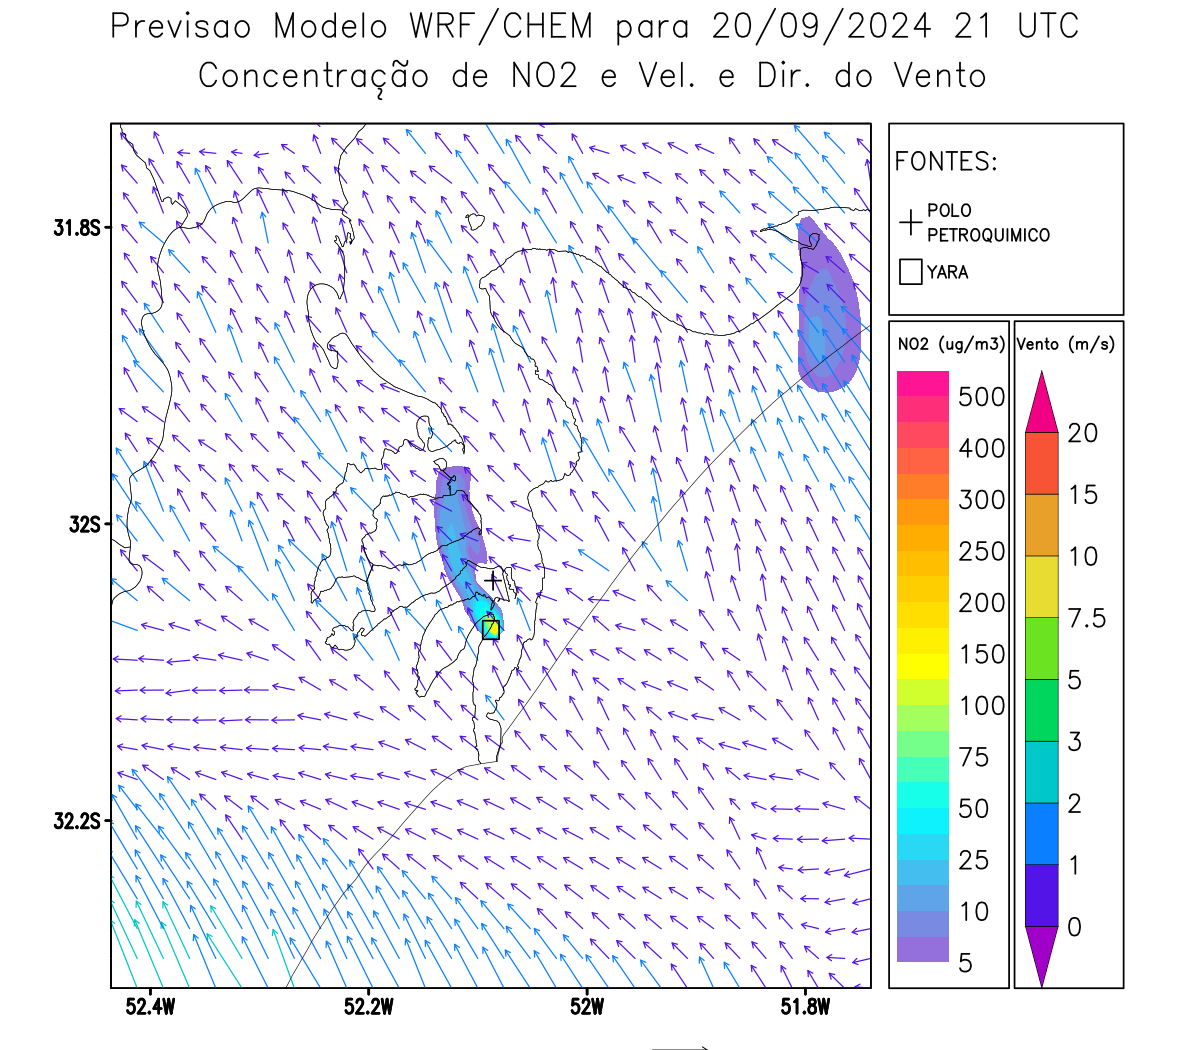 Previsao Modelo WRF/CHEM para 20/09/2024 21 UTC
Concentração de NO2 e Vel. e Dir. do Vento
FONTES:
POLO
PETROQUIMICO
YARA
NO2 (ug/m3)
500
400
300
250
200
150
100
75
50
25
10
5
Vento (m/s)
20
15
10
7.5
5
3
2
1
0
31.8S
32S
32.2S
52.4W
52.2W
52W
51.8W